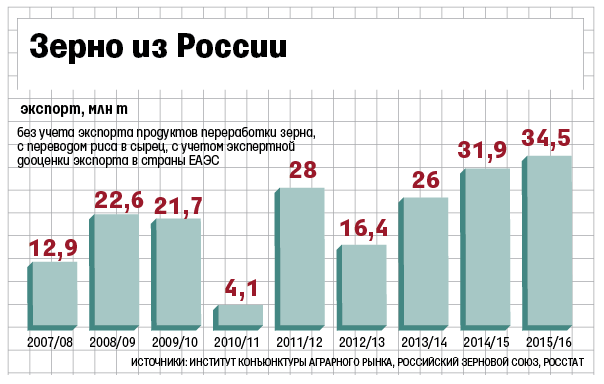 Зерно из России
экспорт, млн т
без учета экспорта продуктов переработки зерна,
с переводом риса в сырец, с учетом экспертной
дооценки экспорта в страны ЕАЭС
12,9
22,6
21,7
4,1
28
16,4
26
31,9
34,5
2007/08 2008/09 2009/10 2010/11 2011/12 2012/13 2013/14 2014/15 2015/16
ИСТОЧНИКИ: ИНСТИТУТ КОНЪЮНКТУРЫ АГРАРНОГО РЫНКА, РОССИЙСКИЙ ЗЕРНОВОЙ СОЮЗ, РОССТАТ